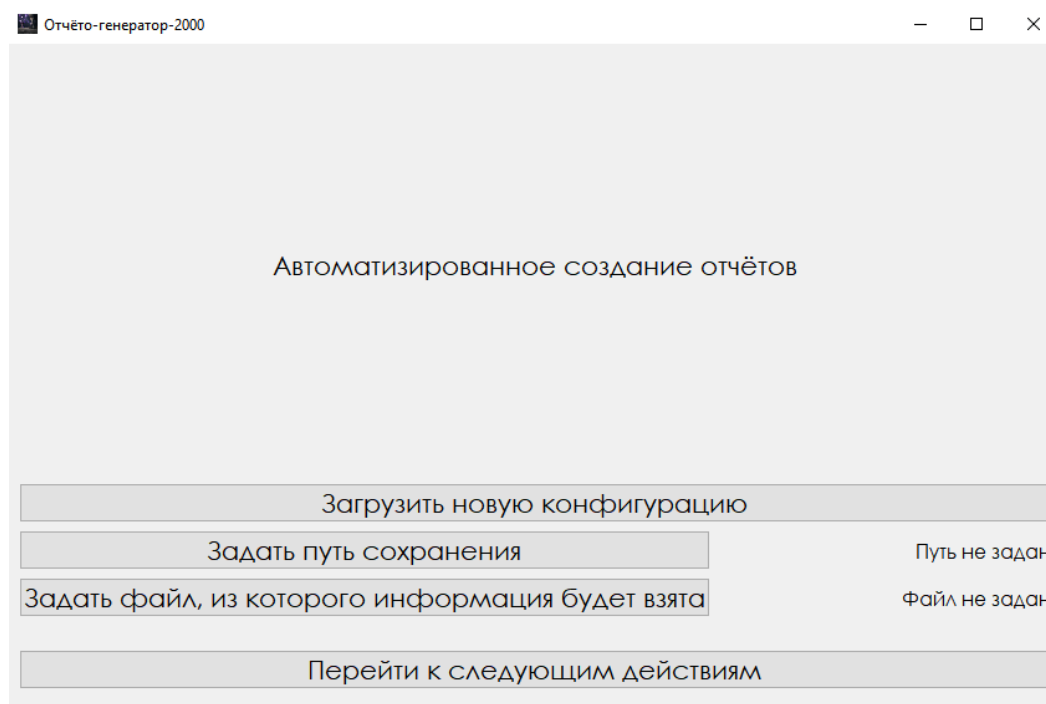 Отчёто-генератор-2000
Автоматизированное создание отчётов
Загрузить новую конфигурацию
Задать путь сохранения
Путь не задан
Задать файл, из которого информация будет взята
Файл не задан
Перейти к следующим действиям